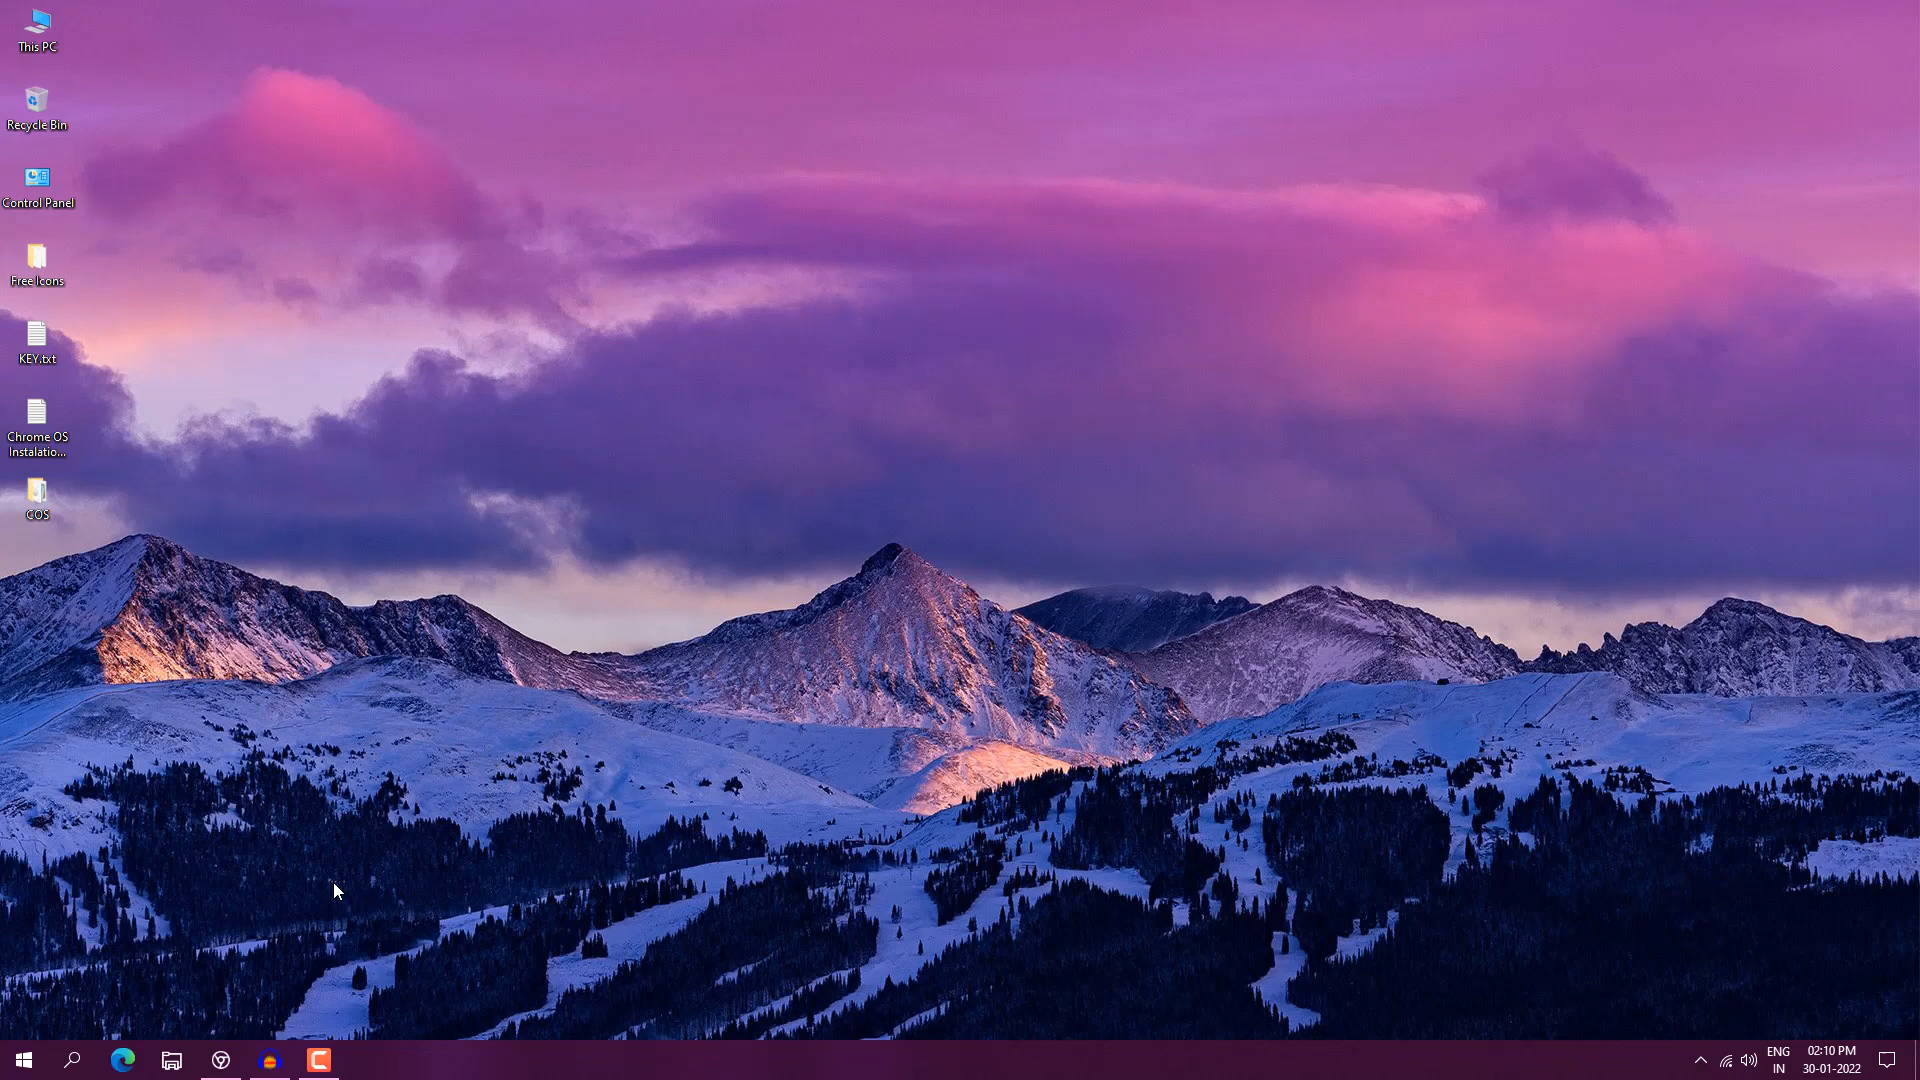 This PC
Recycle Bin
Control Panel
Free Icons
KEY.txt
Chrome OS
Instalatio...
COS
ENG
IN
02:10 PM
30-01-2022